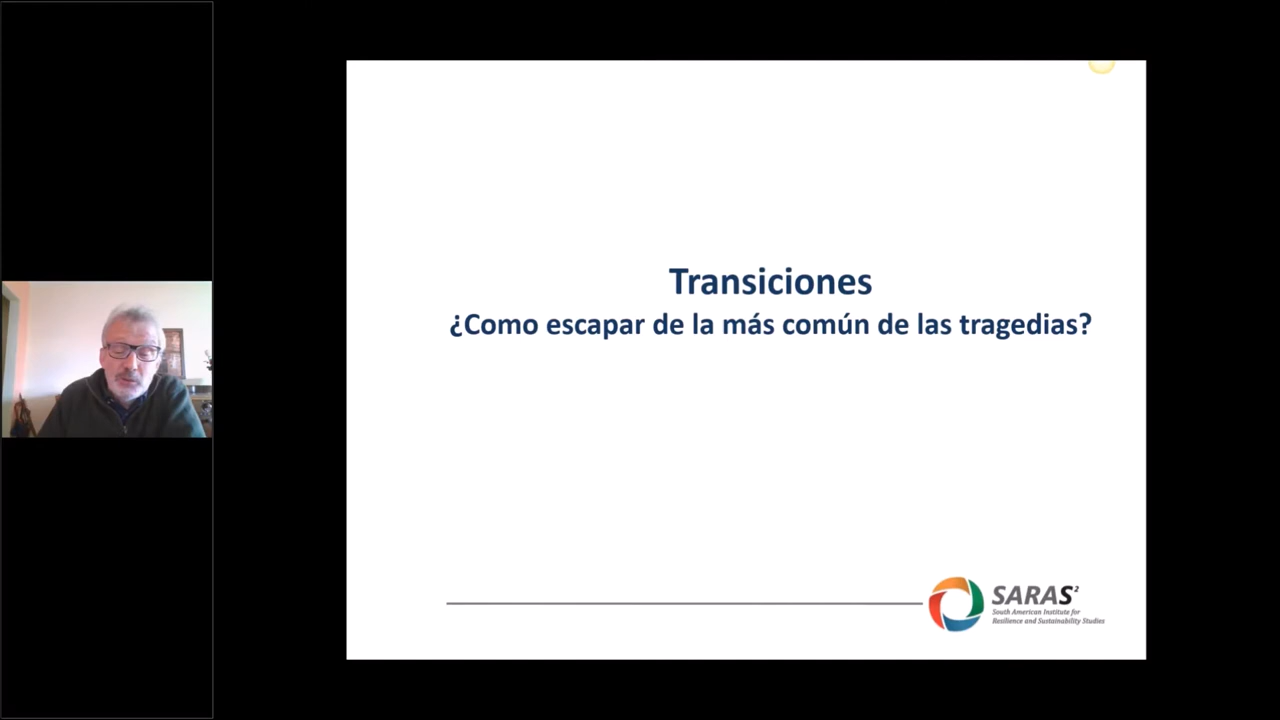 Transiciones
¿Como escapar de la más común de las tragedias?
SARAS²
South American Institute for
Resilience and Sustainability Studies